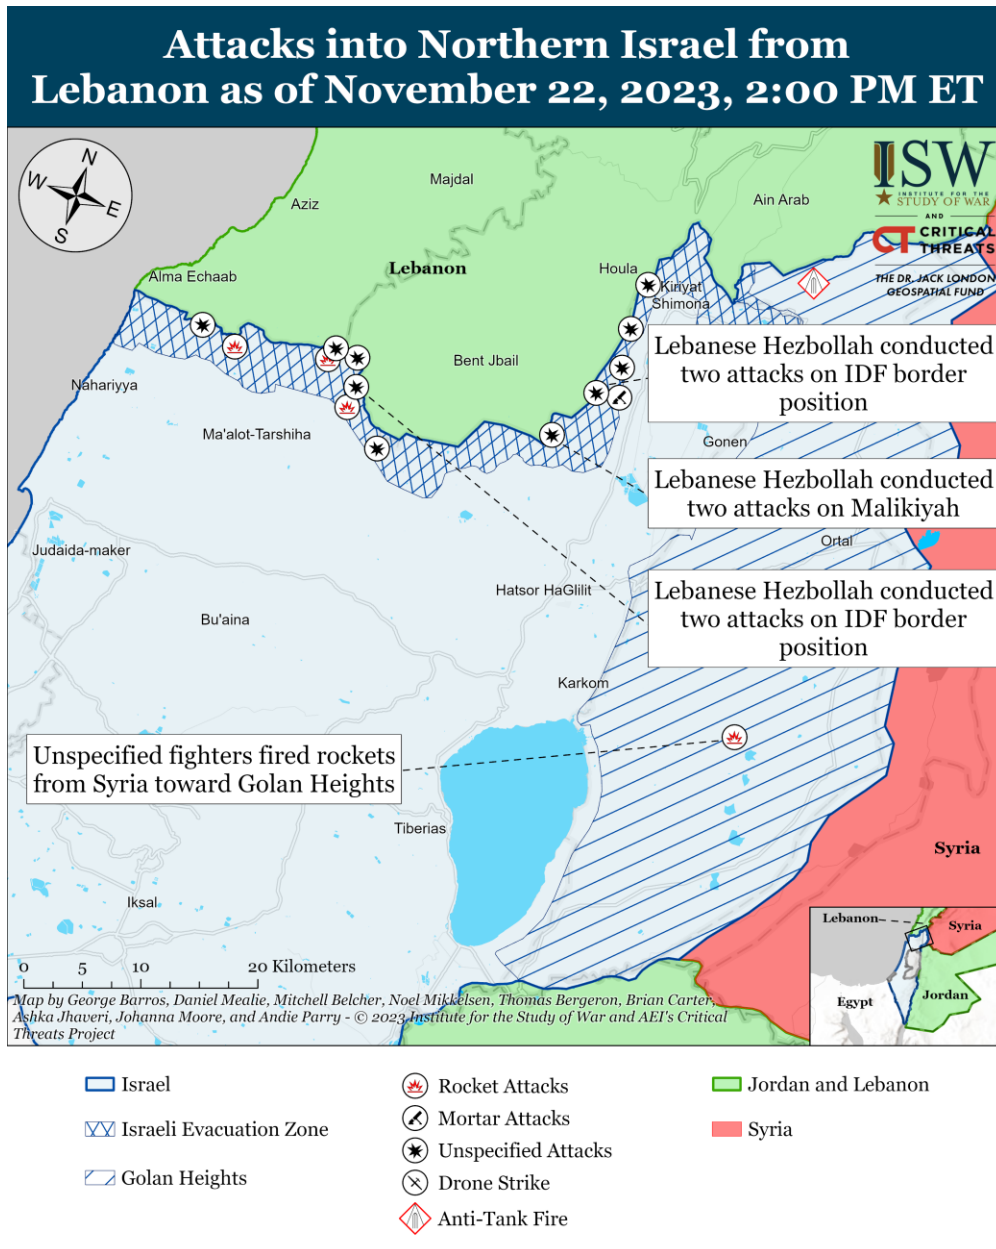 Attacks into Northern Israel from
Lebanon as of November 22, 2023, 2:00 PM ET
N
W
E
S
ISW
INSTITUTE FOR THE
STUDY OF WAR
AND
CT CRITICAL
THREATS
THE DR. JACK LONDON
GEOSPATIAL FUND
Majdal
Aziz
Ain Arab
Lebanon
Alma Echaab
Houla
Kiriyat
Shimona
Bent Jbail
Nahariyya
Ma'alot-Tarshiha
Lebanese Hezbollah conducted
two attacks on IDF border
position
Gonen
Lebanese Hezbollah conducted
two attacks on Malikiyah
Ortal
Judaida-maker
Hatsor HaGlilit
Bu'aina
Lebanese Hezbollah conducted
two attacks on IDF border
position
Karkom
Unspecified fighters fired rockets
from Syria toward Golan Heights
Tiberias
Syria
Iksal
0 5 10 20 Kilometers
Lebanon
Syria
Egypt
Jordan
Map by George Barros, Daniel Mealie, Mitchell Belcher, Noel Mikkelsen, Thomas Bergeron, Brian Carter,
Ashka Jhaveri, Johanna Moore, and Andie Parry - © 2023 Institute for the Study of War and AEI's Critical
Threats Project
Israel
Israeli Evacuation Zone
Golan Heights
Rocket Attacks
Mortar Attacks
Unspecified Attacks
Drone Strike
Anti-Tank Fire
Jordan and Lebanon
Syria